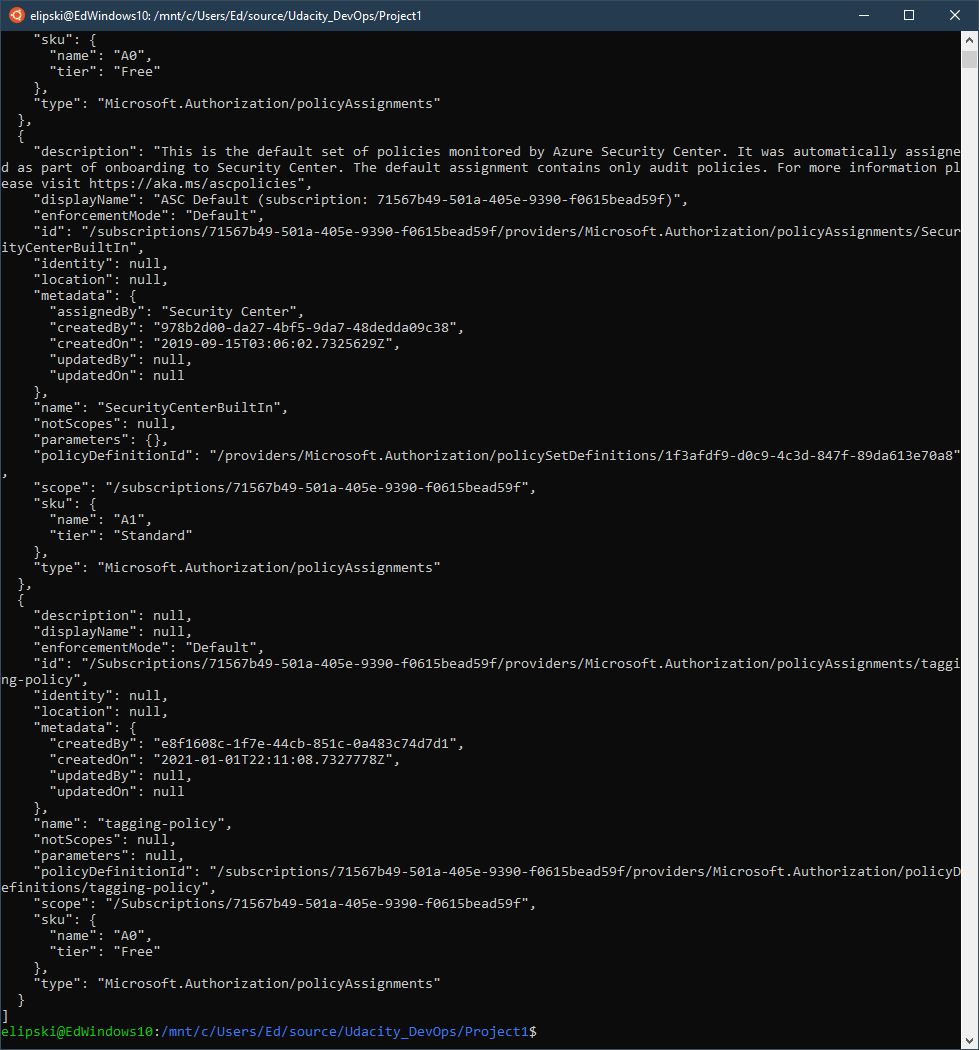 elipski@EdWindows10: /mnt/c/Users/Ed/source/Udacity_DevOps/Project1
    "sku": {
      "name": "A0",
      "tier": "Free"
    },
    "type": "Microsoft.Authorization/policyAssignments"
  },
  {
    "description": "This is the default set of policies monitored by Azure Security Center. It was automatically assigne
d as part of onboarding to Security Center. The default assignment contains only audit policies. For more information pl
ease visit https://aka.ms/ascpolicies",
    "displayName": "ASC Default (subscription: 71567b49-501a-405e-9390-f0615bead59f)",
    "enforcementMode": "Default",
    "id": "/subscriptions/71567b49-501a-405e-9390-f0615bead59f/providers/Microsoft.Authorization/policyAssignments/Secur
ityCenterBuiltIn",
    "identity": null,
    "location": null,
    "metadata": {
      "assignedBy": "Security Center",
      "createdBy": "978b2d00-da27-4bf5-9da7-48dedda09c38",
      "createdOn": "2019-09-15T03:06:02.7325629Z",
      "updatedBy": null,
      "updatedOn": null
    },
    "name": "SecurityCenterBuiltIn",
    "notScopes": null,
    "parameters": {},
    "policyDefinitionId": "/providers/Microsoft.Authorization/policySetDefinitions/1f3afdf9-d0c9-4c3d-847f-89da613e70a8"
,
    "scope": "/subscriptions/71567b49-501a-405e-9390-f0615bead59f",
    "sku": {
      "name": "A1",
      "tier": "Standard"
    },
    "type": "Microsoft.Authorization/policyAssignments"
  },
  {
    "description": null,
    "displayName": null,
    "enforcementMode": "Default",
    "id": "/Subscriptions/71567b49-501a-405e-9390-f0615bead59f/providers/Microsoft.Authorization/policyAssignments/taggi
ng-policy",
    "identity": null,
    "location": null,
    "metadata": {
      "createdBy": "e8f1608c-1f7e-44cb-851c-0a483c74d7d1",
      "createdOn": "2021-01-01T22:11:08.7327778Z",
      "updatedBy": null,
      "updatedOn": null
    },
    "name": "tagging-policy",
    "notScopes": null,
    "parameters": null,
    "policyDefinitionId": "/subscriptions/71567b49-501a-405e-9390-f0615bead59f/providers/Microsoft.Authorization/policyD
efinitions/tagging-policy",
    "scope": "/Subscriptions/71567b49-501a-405e-9390-f0615bead59f",
    "sku": {
      "name": "A0",
      "tier": "Free"
    },
    "type": "Microsoft.Authorization/policyAssignments"
  }
]
elipski@EdWindows10:/mnt/c/Users/Ed/source/Udacity_DevOps/Project1$